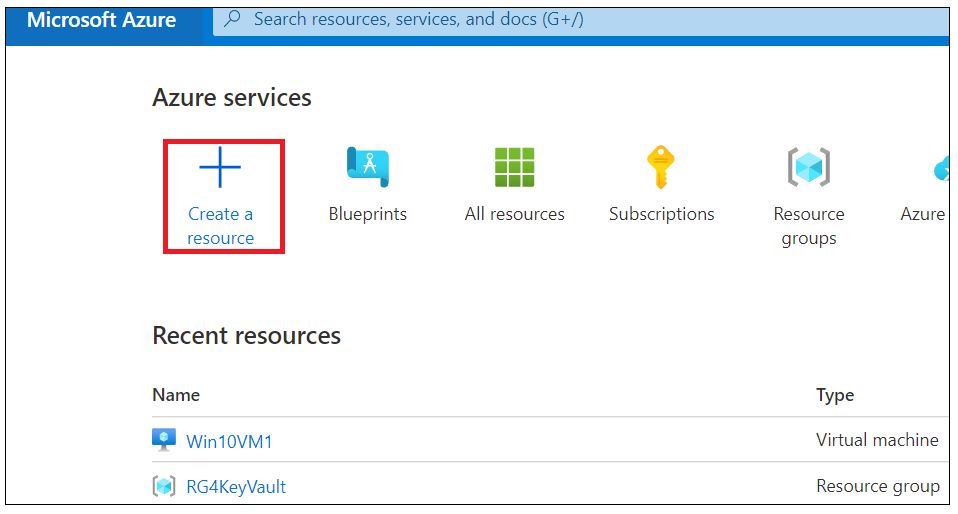 Microsoft Azure
Search resources, services, and docs (G+/)
Azure services
Create a
resource
Blueprints
All resources
Subscriptions
Resource
groups
Azure
Recent resources
Name
Type
Win10VM1
Virtual machine
RG4KeyVault
Resource group